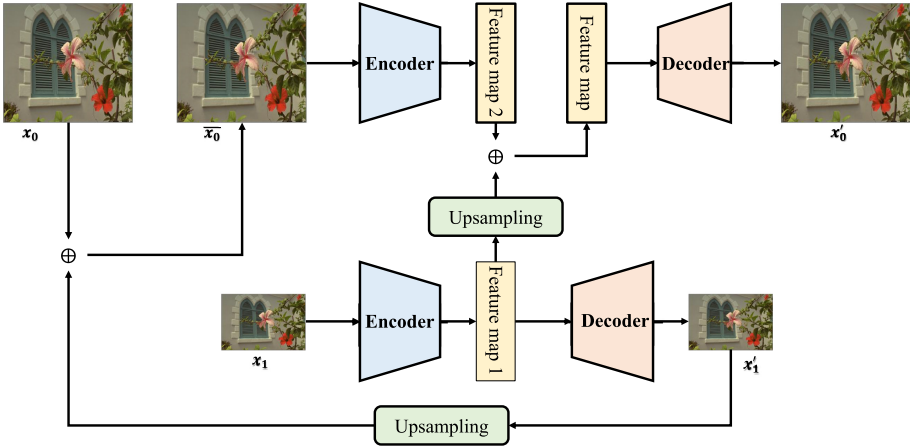 Encoder
Feature map 2
Feature map
Decoder
x₀
x̅₀
x₀′
⊕
Upsampling
⊕
Encoder
Feature map 1
Decoder
x₁
x₁′
Upsampling